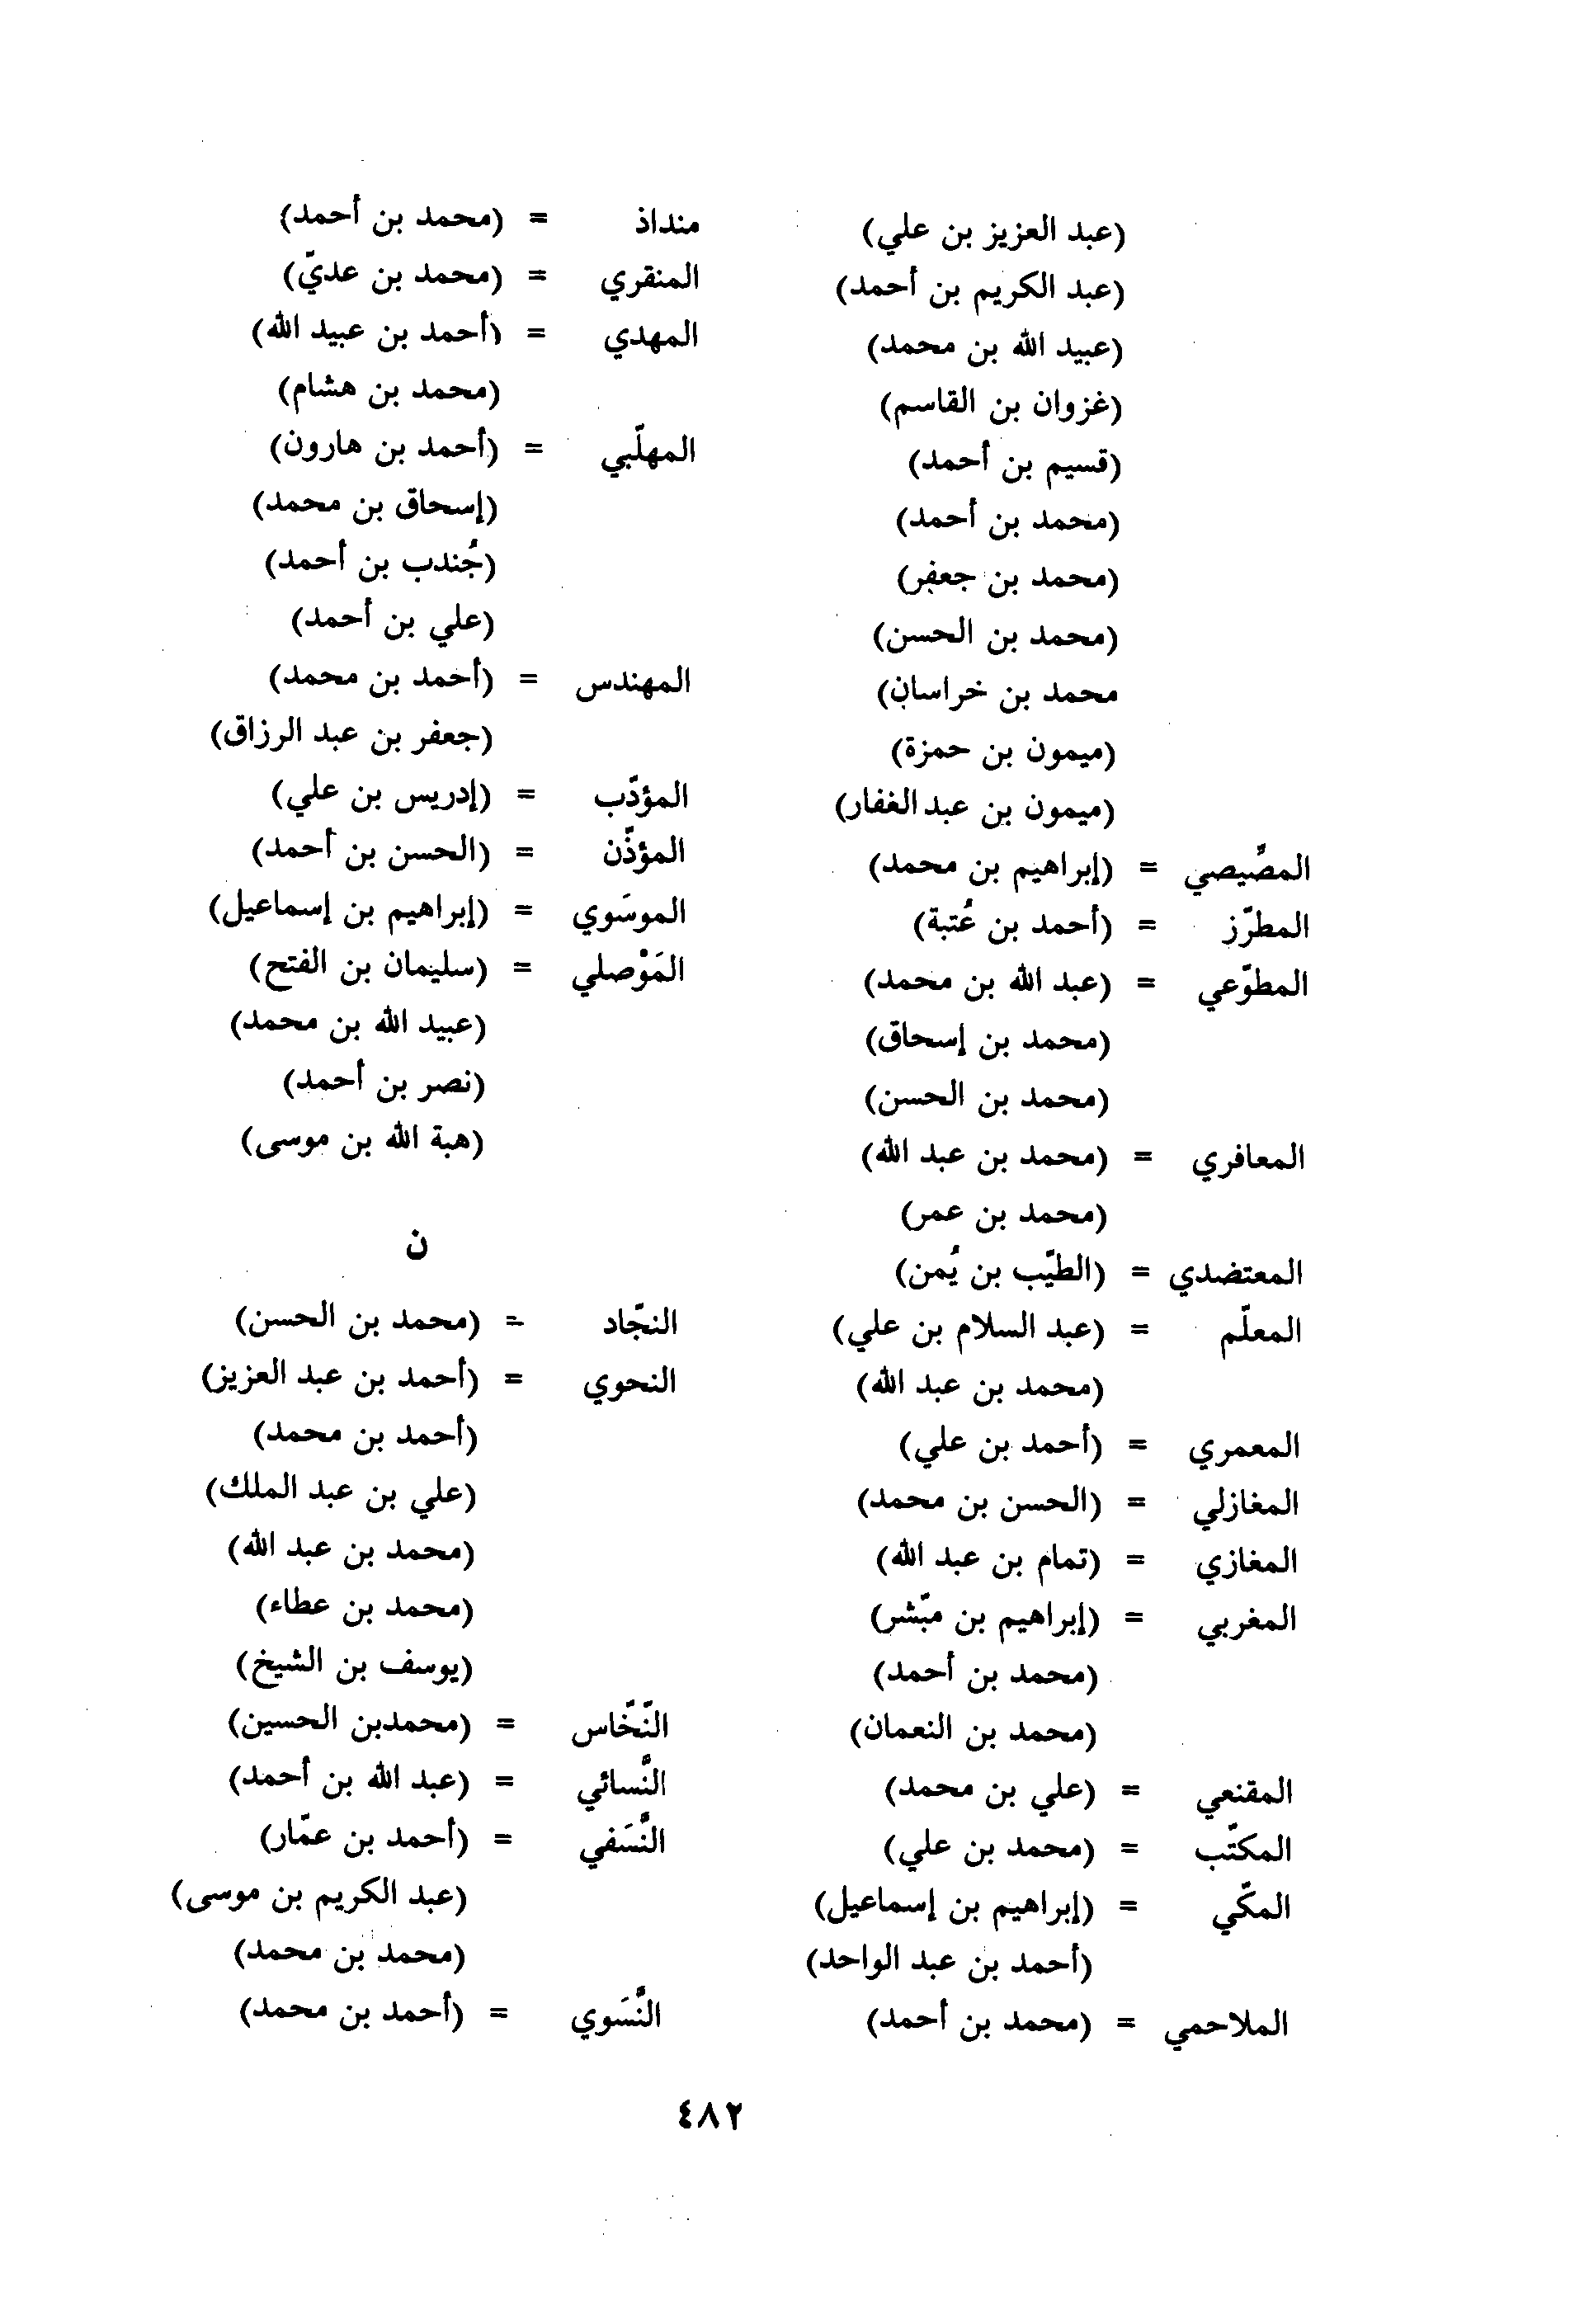 (عبد العزيز بن علي)
(عبد الكريم بن أحمد)
(عبيد الله بن محمد)
(غزوان بن القاسم)
(قسيم بن أحمد)
(محمد بن أحمد)
(محمد بن جعفر)
(محمد بن الحسن)
محمد بن خراسان)
(ميمون بن حمزة)
(ميمون بن عبد الغفار)
المصِّيصي = (إبراهيم بن محمد)
المطرّز = (أحمد بن عُتبة)
المطوّعي = (عبد الله بن محمد)
(محمد بن إسحاق)
(محمد بن الحسن)
المعافري = (محمد بن عبد الله)
(محمد بن عمر)
المعتضدي = (الطيّب بن يُمن)
المعلّم = (عبد السلام بن علي)
(محمد بن عبد الله)
المعمري = (أحمد بن علي)
المغازلي = (الحسن بن محمد)
المغازي = (تمام بن عبد الله)
المغربي = (إبراهيم بن مبّشر)
(محمد بن أحمد)
(محمد بن النعمان)
المقنعي = (علي بن محمد)
المكتّب = (محمد بن علي)
المكّي = (إبراهيم بن إسماعيل)
(أحمد بن عبد الواحد)
الملاحمي = (محمد بن أحمد)
منداذ = (محمد بن أحمد)
المنقري = (محمد بن عديّ)
المهدي = (أحمد بن عبيد الله)
(محمد بن هشام)
المهلّبي = (أحمد بن هارون)
(إسحاق بن محمد)
(جُندب بن أحمد)
(علي بن أحمد)
المهندس = (أحمد بن محمد)
(جعفر بن عبد الرزاق)
المؤدّب = (إدريس بن علي)
المؤذّن = (الحسن بن أحمد)
الموسَوي = (إبراهيم بن إسماعيل)
المَوْصلي = (سليمان بن الفتح)
(عبيد الله بن محمد)
(نصر بن أحمد)
(هبة الله بن موسى)
ن
النجّاد = (محمد بن الحسن)
النحوي = (أحمد بن عبد العزيز)
(أحمد بن محمد)
(علي بن عبد الملك)
(محمد بن عبد الله)
(محمد بن عطاء)
(يوسف بن الشيخ)
النّخّاس = (محمدبن الحسين)
النَّسائي = (عبد الله بن أحمد)
النَّسَفي = (أحمد بن عمّار)
(عبد الكريم بن موسى)
(محمد بن محمد)
النَّسَوي = (أحمد بن محمد)
٤٨٢